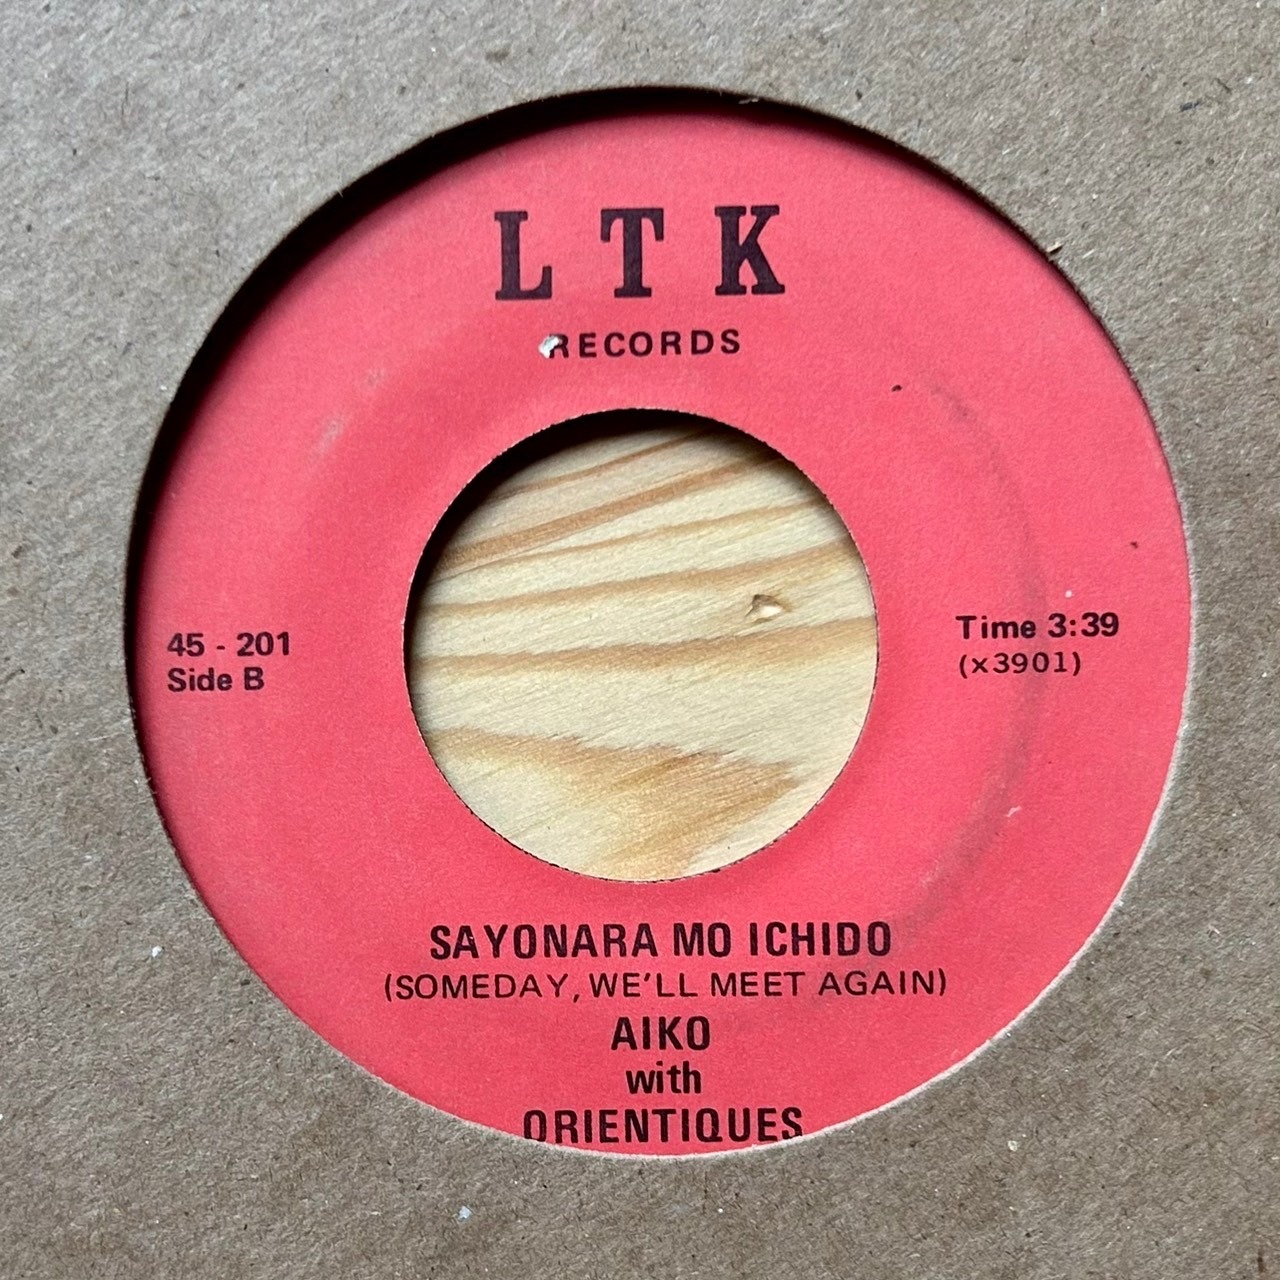 LTK
RECORDS
45 - 201
Side B
Time 3:39
(x3901)
SAYONARA MO ICHIDO
(SOMEDAY, WE'LL MEET AGAIN)
AIKO
with
ORIENTIQUES